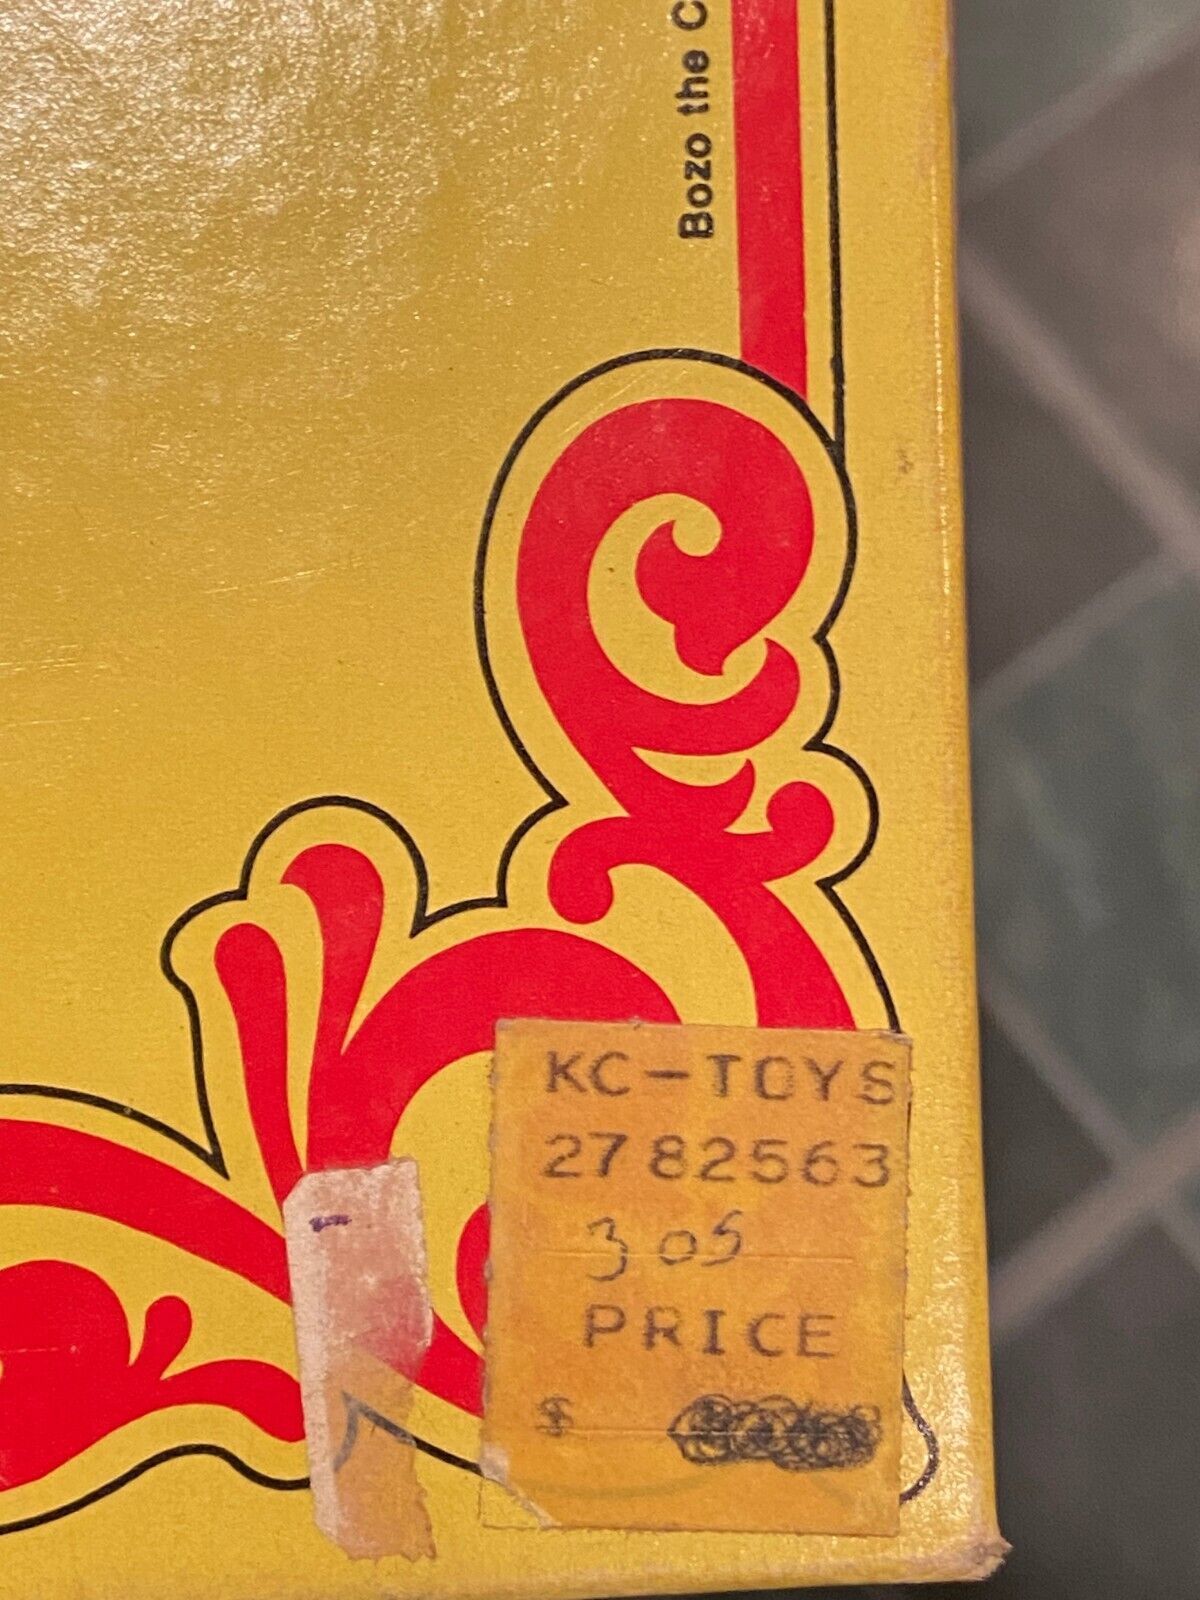 Bozo the C
KC-TOYS
2782563
305
PRICE
$